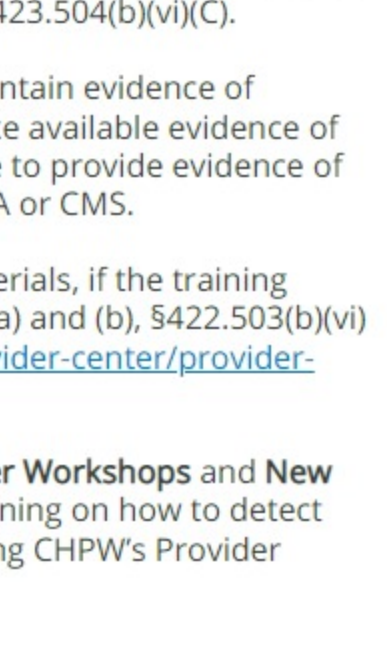 423.504(b)(vi)(C).
ntain evidence of
e available evidence of
e to provide evidence of
A or CMS.
erials, if the training
a) and (b), §422.503(b)(vi)
vider-center/provider-
er Workshops and New
ning on how to detect
ng CHPW's Provider